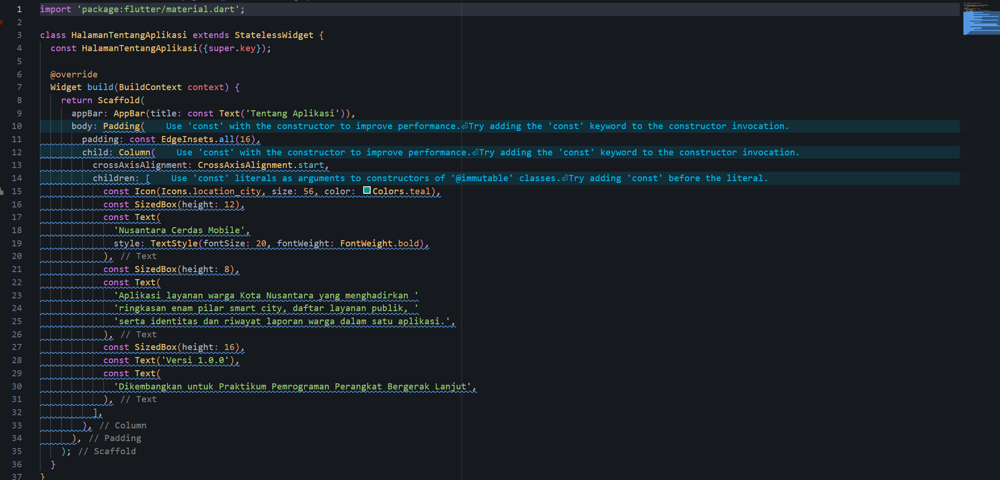 1 import 'package:flutter/material.dart';
2
3 class HalamanTentangAplikasi extends StatelessWidget {
4   const HalamanTentangAplikasi({super.key});
5
6   @override
7   Widget build(BuildContext context) {
8     return Scaffold(
9       appBar: AppBar(title: const Text('Tentang Aplikasi')),
10       body: Padding(    Use 'const' with the constructor to improve performance.⏎Try adding the 'const' keyword to the constructor invocation.
11         padding: const EdgeInsets.all(16),
12         child: Column(    Use 'const' with the constructor to improve performance.⏎Try adding the 'const' keyword to the constructor invocation.
13           crossAxisAlignment: CrossAxisAlignment.start,
14           children: [    Use 'const' literals as arguments to constructors of '@immutable' classes.⏎Try adding 'const' before the literal.
15             const Icon(Icons.location_city, size: 56, color: Colors.teal),
16             const SizedBox(height: 12),
17             const Text(
18               'Nusantara Cerdas Mobile',
19               style: TextStyle(fontSize: 20, fontWeight: FontWeight.bold),
20             ), // Text
21             const SizedBox(height: 8),
22             const Text(
23               'Aplikasi layanan warga Kota Nusantara yang menghadirkan '
24               'ringkasan enam pilar smart city, daftar layanan publik, '
25               'serta identitas dan riwayat laporan warga dalam satu aplikasi.',
26             ), // Text
27             const SizedBox(height: 16),
28             const Text('Versi 1.0.0'),
29             const Text(
30               'Dikembangkan untuk Praktikum Pemrograman Perangkat Bergerak Lanjut',
31             ), // Text
32           ],
33         ), // Column
34       ), // Padding
35     ); // Scaffold
36   }
37 }